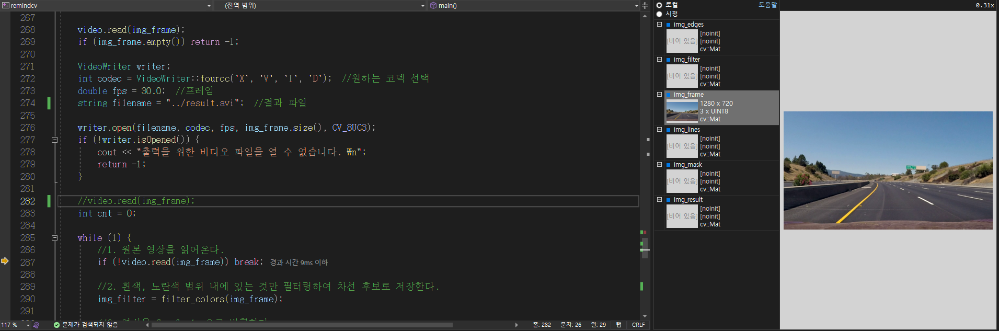 remindcv
(전역 범위)
main()
267
268 video.read(img_frame);
269 if (img_frame.empty()) return -1;
270
271 VideoWriter writer;
272 int codec = VideoWriter::fourcc('X', 'V', 'I', 'D'); //원하는 코덱 선택
273 double fps = 30.0; //프레임
274 string filename = "../result.avi"; //결과 파일
275
276 writer.open(filename, codec, fps, img_frame.size(), CV_8UC3);
277 if (!writer.isOpened()) {
278 cout << "출력을 위한 비디오 파일을 열 수 없습니다. ₩n";
279 return -1;
280 }
281
282 //video.read(img_frame);
283 int cnt = 0;
284
285 while (1) {
286 //1. 원본 영상을 읽어온다.
287 if (!video.read(img_frame)) break; 경과 시간 9ms 이하
288
289 //2. 흰색, 노란색 범위 내에 있는 것만 필터링하여 차선 후보로 저장한다.
290 img_filter = filter_colors(img_frame);
291
117 %
문제가 검색되지 않음
줄: 282
문자: 26
열: 29
탭
CRLF
로컬
도움말
시청
img_edges
[비어 있음]
[noinit]
[noinit]
cv::Mat
img_filter
[비어 있음]
[noinit]
[noinit]
cv::Mat
img_frame
1280 x 720
3 x UINT8
cv::Mat
img_lines
[비어 있음]
[noinit]
[noinit]
cv::Mat
img_mask
[비어 있음]
[noinit]
[noinit]
cv::Mat
img_result
[비어 있음]
[noinit]
[noinit]
cv::Mat
0.31x